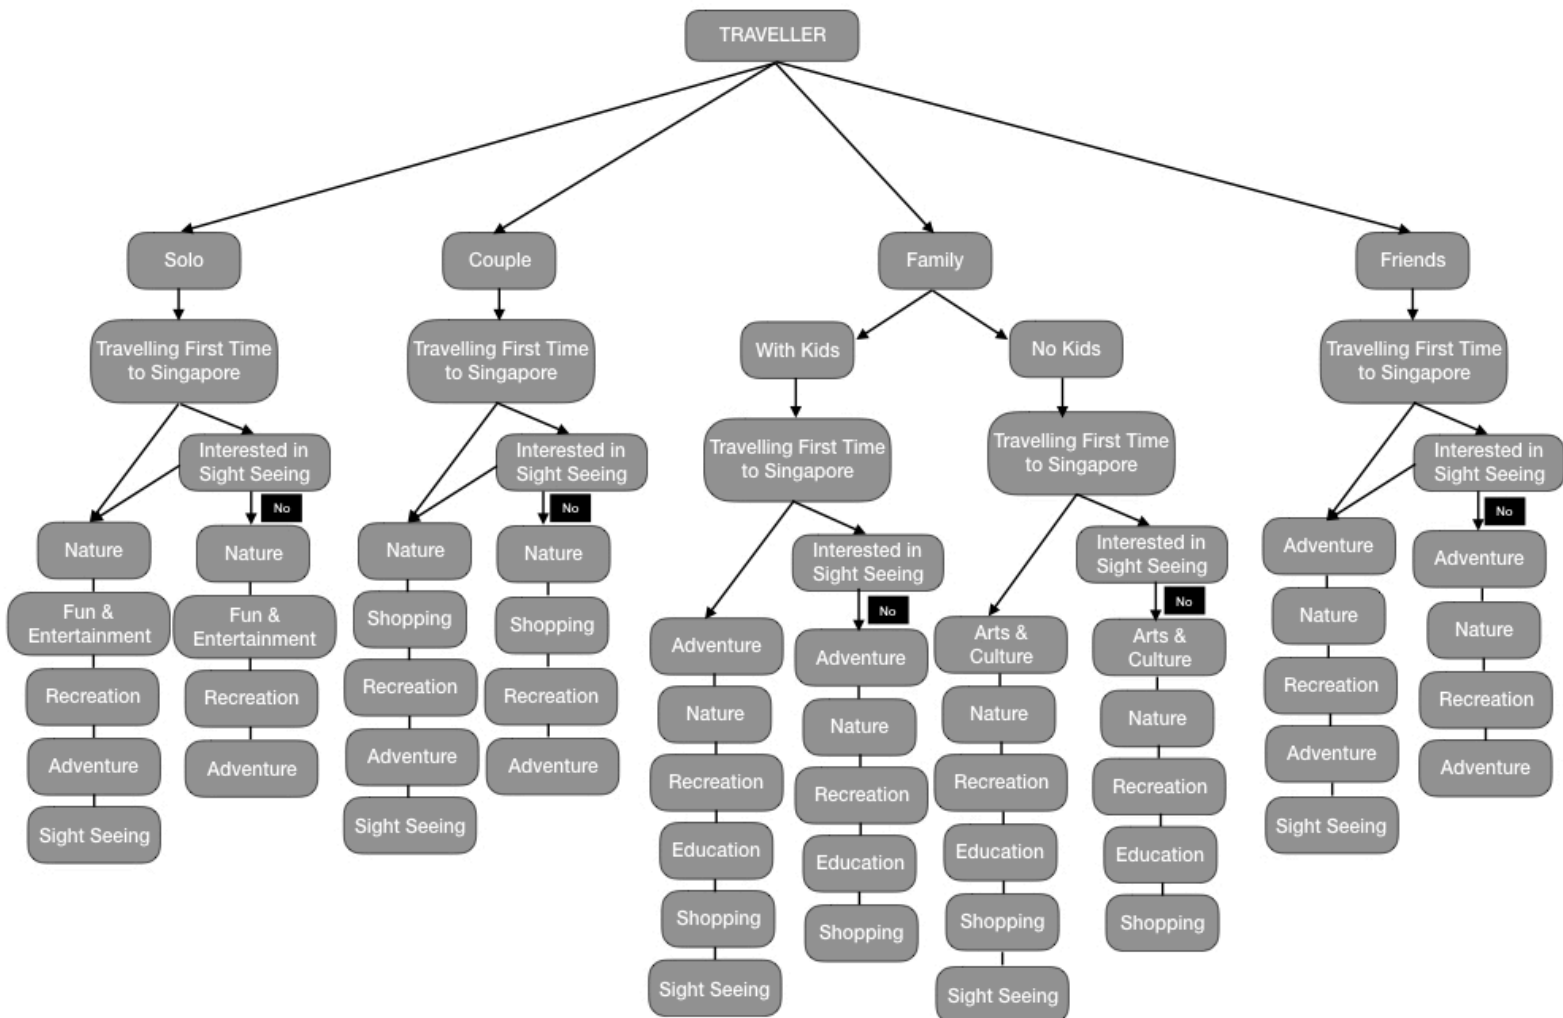 TRAVELLER
Solo
Couple
Family
Friends
Travelling First Time
to Singapore
Travelling First Time
to Singapore
With Kids
No Kids
Travelling First Time
to Singapore
Interested in
Sight Seeing
No
Interested in
Sight Seeing
No
Travelling First Time
to Singapore
Travelling First Time
to Singapore
Interested in
Sight Seeing
No
Nature
Fun &
Entertainment
Recreation
Adventure
Sight Seeing
Nature
Fun &
Entertainment
Recreation
Adventure
Nature
Shopping
Recreation
Adventure
Sight Seeing
Nature
Shopping
Recreation
Adventure
Interested in
Sight Seeing
No
Interested in
Sight Seeing
No
Adventure
Nature
Recreation
Education
Shopping
Sight Seeing
Adventure
Nature
Recreation
Education
Shopping
Arts &
Culture
Nature
Recreation
Education
Shopping
Sight Seeing
Arts &
Culture
Nature
Recreation
Education
Shopping
Adventure
Nature
Recreation
Adventure
Sight Seeing
Adventure
Nature
Recreation
Adventure